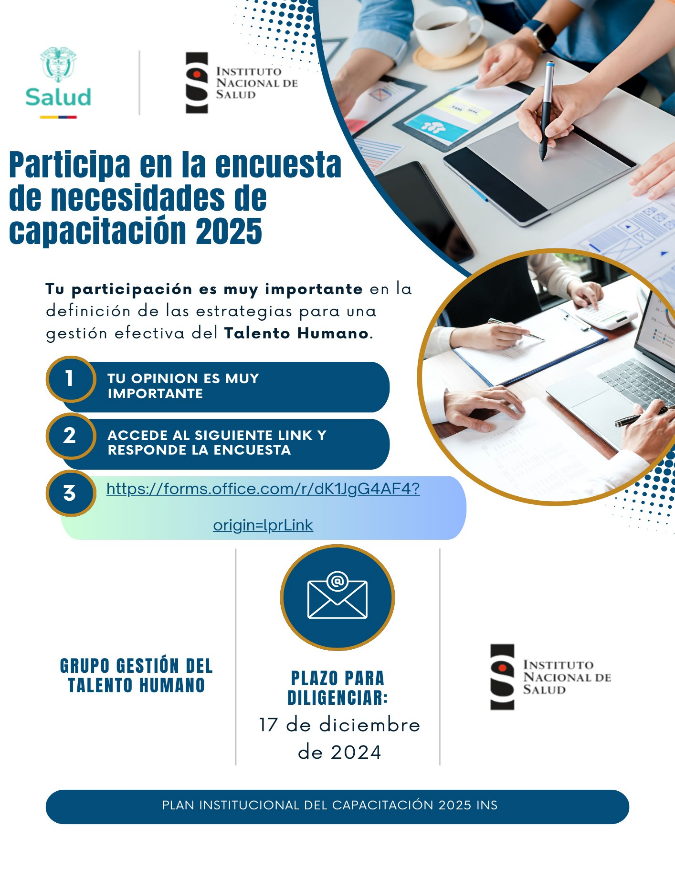 Salud
INSTITUTO
NACIONAL DE
SALUD
Participa en la encuesta
de necesidades de
capacitación 2025
Tu participación es muy importante en la
definición de las estrategias para una
gestión efectiva del Talento Humano.
1
TU OPINION ES MUY
IMPORTANTE
2
ACCEDE AL SIGUIENTE LINK Y
RESPONDE LA ENCUESTA
3
https://forms.office.com/r/dK1JgG4AF4?
origin=lprLink
GRUPO GESTIÓN DEL
TALENTO HUMANO
PLAZO PARA
DILIGENCIAR:
17 de diciembre
de 2024
INSTITUTO
NACIONAL DE
SALUD
PLAN INSTITUCIONAL DEL CAPACITACIÓN 2025 INS